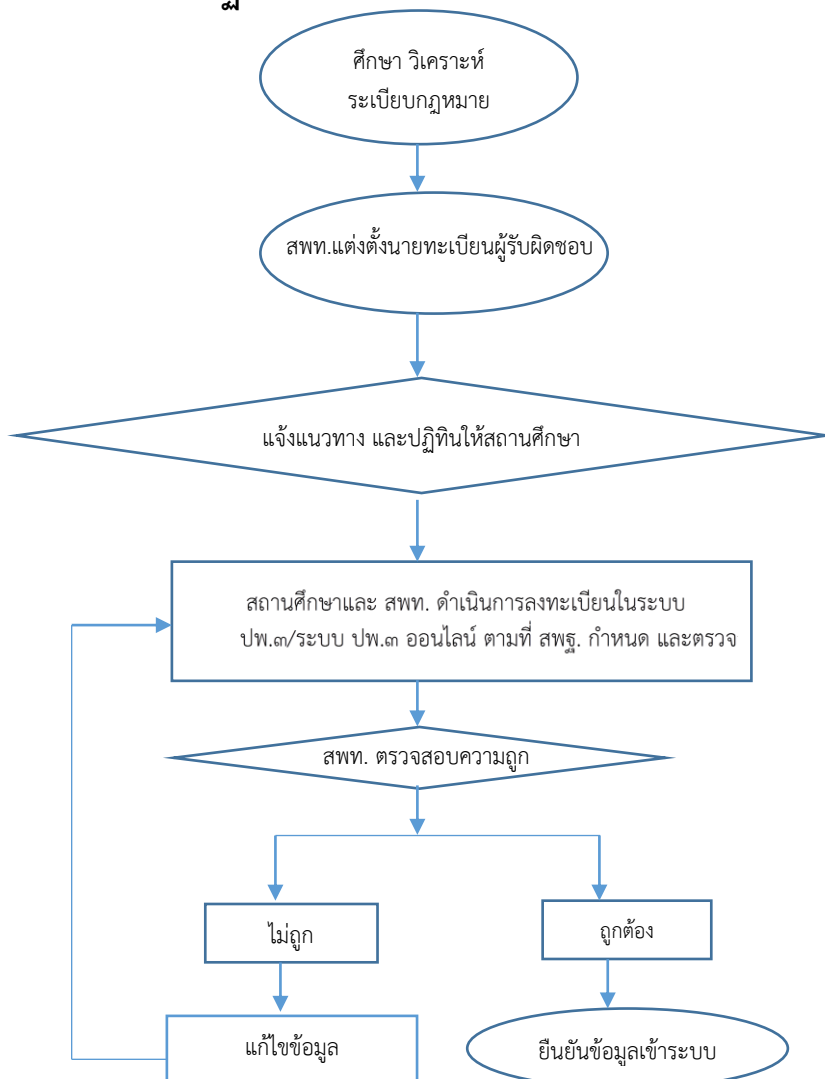 ศึกษา วิเคราะห์
ระเบียบกฎหมาย
สพท.แต่งตั้งนายทะเบียนผู้รับผิดชอบ
แจ้งแนวทาง และปฏิทินให้สถานศึกษา
สถานศึกษาและ สพท. ดำเนินการลงทะเบียนในระบบ
ปพ.๓/ระบบ ปพ.๓ ออนไลน์ ตามที่ สพฐ. กำหนด และตรวจ
สพท. ตรวจสอบความถูก
ไม่ถูก
ถูกต้อง
แก้ไขข้อมูล
ยืนยันข้อมูลเข้าระบบ